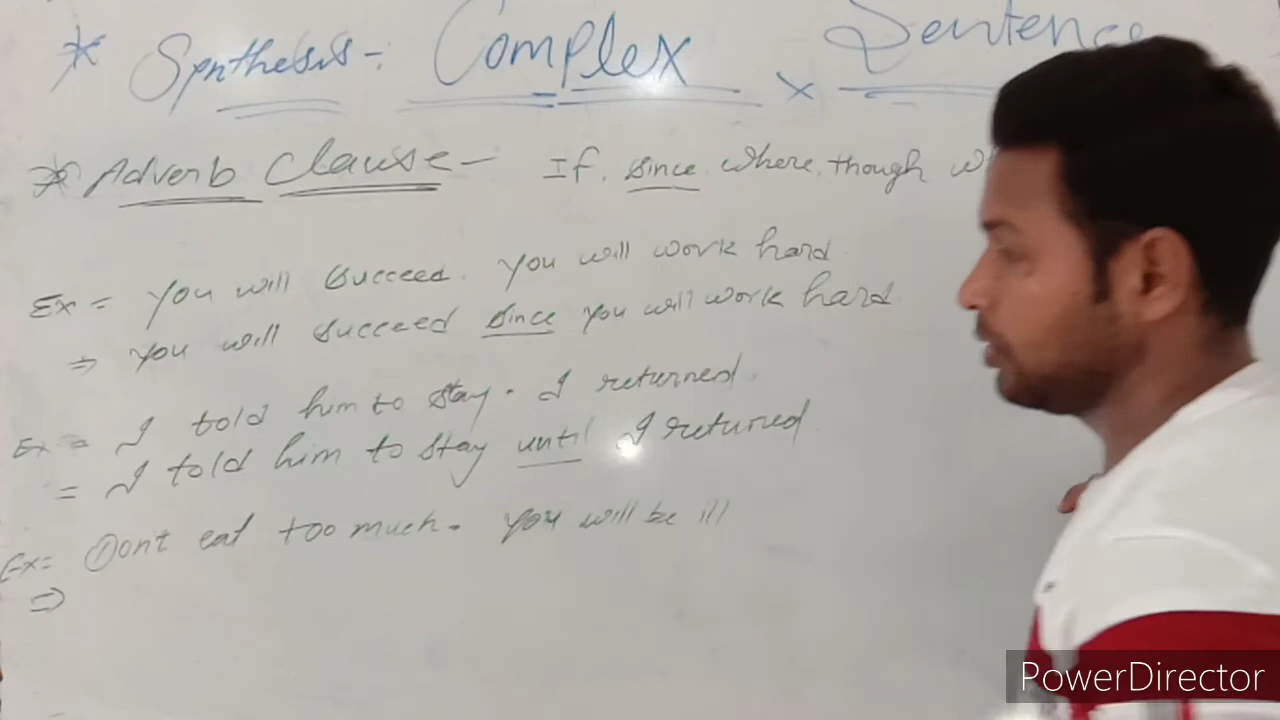 * Synthesis - : Complex x Sentence
* Adverb Clause - If, since, where, though
Ex = You will succeed. You will work hard
⇒ You will succeed since you will work hard
Ex = I told him to stay. I returned.
= I told him to stay until I returned
Ex = Don't eat too much. You will be ill
⇒
PowerDirector